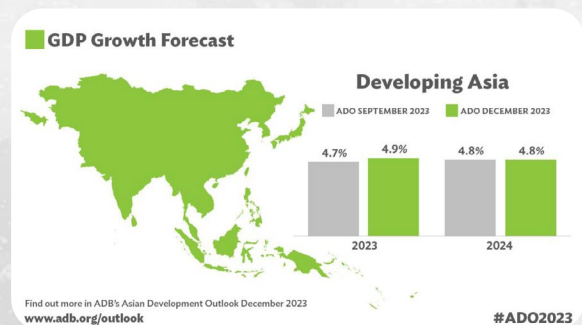 GDP Growth Forecast
Developing Asia
ADO SEPTEMBER 2023 ADO DECEMBER 2023
4.7% 4.9% 4.8% 4.8%
2023 2024
Find out more in ADB's Asian Development Outlook December 2023
www.adb.org/outlook
#ADO2023